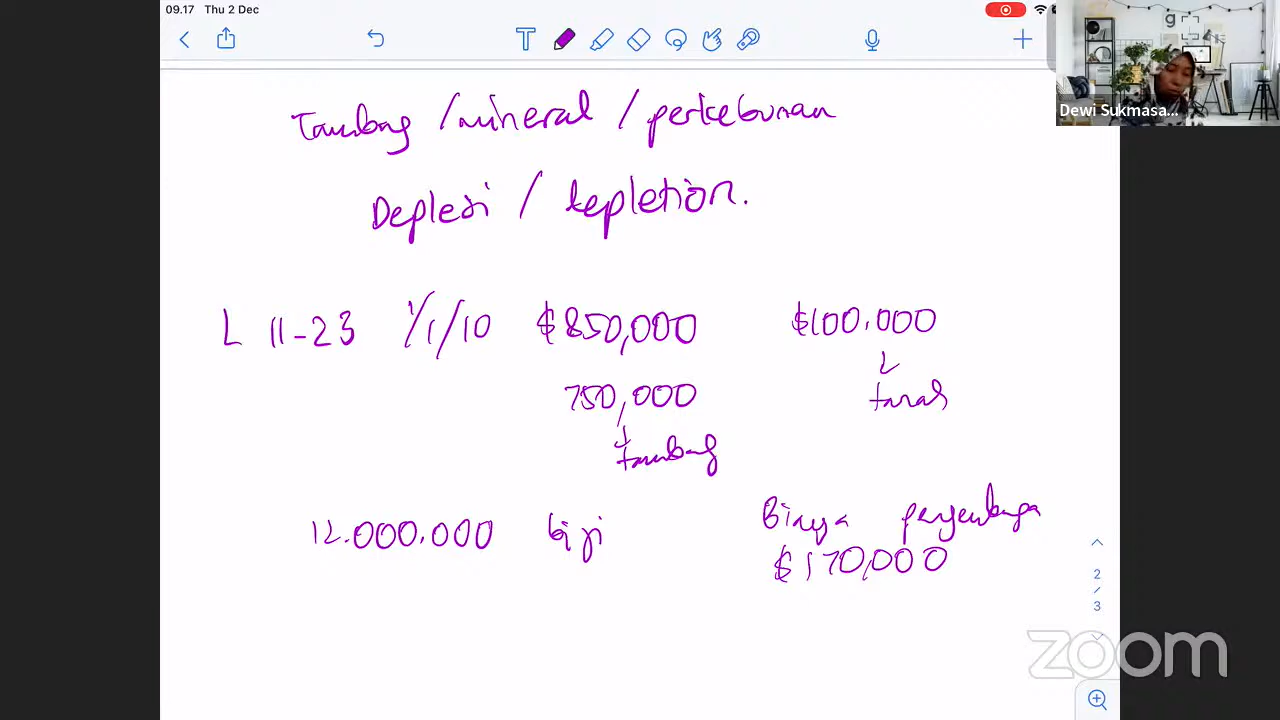 09.17 Thu 2 Dec
Dewi Sukmasa...
Tambang / mineral / perkebunan
Deplesi / depletion.
L 11-23 1/1/10 $850,000 $100.000
750,000 tanah
tambang
12.000.000 biji Biaya pengembanga
$170,000
2
/
3
zoom